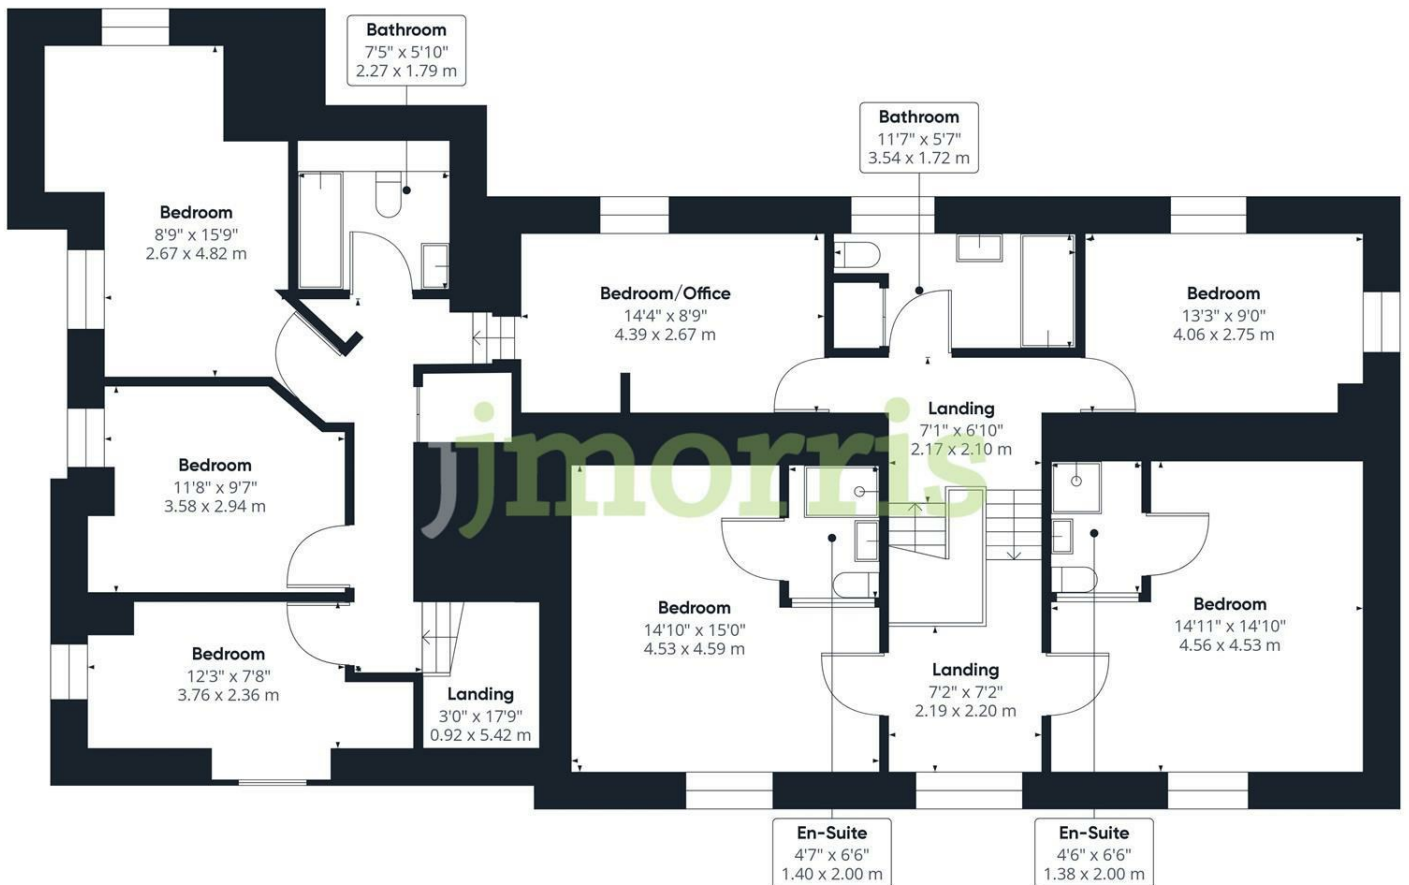 Bathroom
7'5" x 5'10"
2.27 x 1.79 m
Bathroom
11'7" x 5'7"
3.54 x 1.72 m
Bedroom
8'9" x 15'9"
2.67 x 4.82 m
Bedroom/Office
14'4" x 8'9"
4.39 x 2.67 m
Bedroom
13'3" x 9'0"
4.06 x 2.75 m
Landing
7'1" x 6'10"
2.17 x 2.10 m
jjmorris
Bedroom
11'8" x 9'7"
3.58 x 2.94 m
Bedroom
14'10" x 15'0"
4.53 x 4.59 m
Bedroom
14'11" x 14'10"
4.56 x 4.53 m
Bedroom
12'3" x 7'8"
3.76 x 2.36 m
Landing
3'0" x 17'9"
0.92 x 5.42 m
Landing
7'2" x 7'2"
2.19 x 2.20 m
En-Suite
4'7" x 6'6"
1.40 x 2.00 m
En-Suite
4'6" x 6'6"
1.38 x 2.00 m